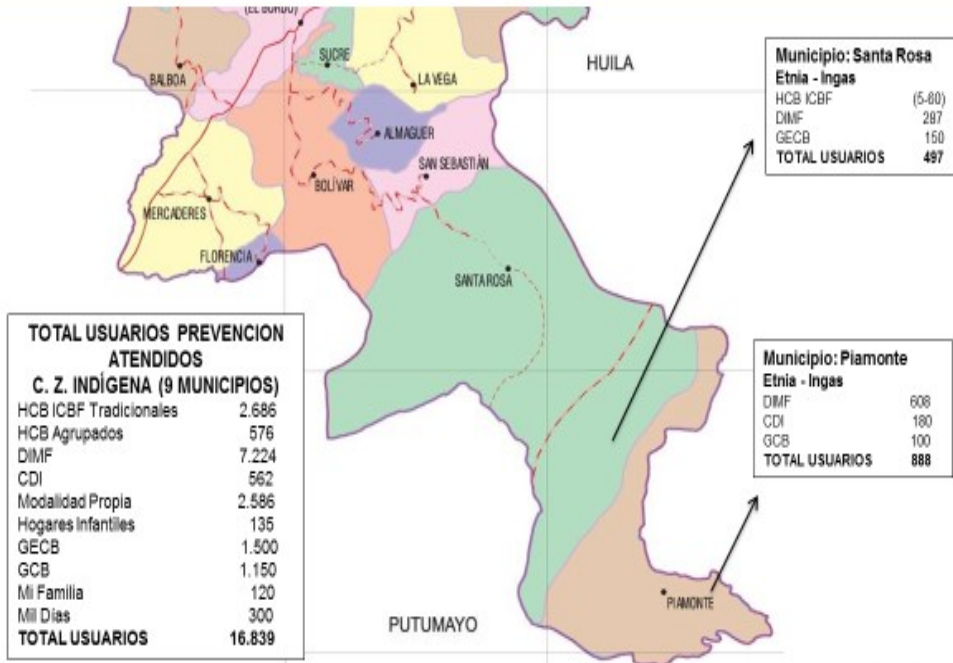 (EL BORDO)
SUCRE
HUILA
BALBOA
LA VEGA
ALMAGUER
SAN SEBASTIÁN
BOLÍVAR
MERCADERES
FLORENCIA
SANTA ROSA
PIAMONTE
PUTUMAYO
Municipio: Santa Rosa
Etnia - Ingas
HCB ICBF (5-60)
DIMF 287
GECB 150
TOTAL USUARIOS 497
Municipio: Piamonte
Etnia - Ingas
DIMF 608
CDI 180
GCB 100
TOTAL USUARIOS 888
TOTAL USUARIOS PREVENCION
ATENDIDOS
C. Z. INDÍGENA (9 MUNICIPIOS)
HCB ICBF Tradicionales 2.686
HCB Agrupados 576
DIMF 7.224
CDI 562
Modalidad Propia 2.586
Hogares Infantiles 135
GECB 1.500
GCB 1.150
Mi Familia 120
Mil Días 300
TOTAL USUARIOS 16.839